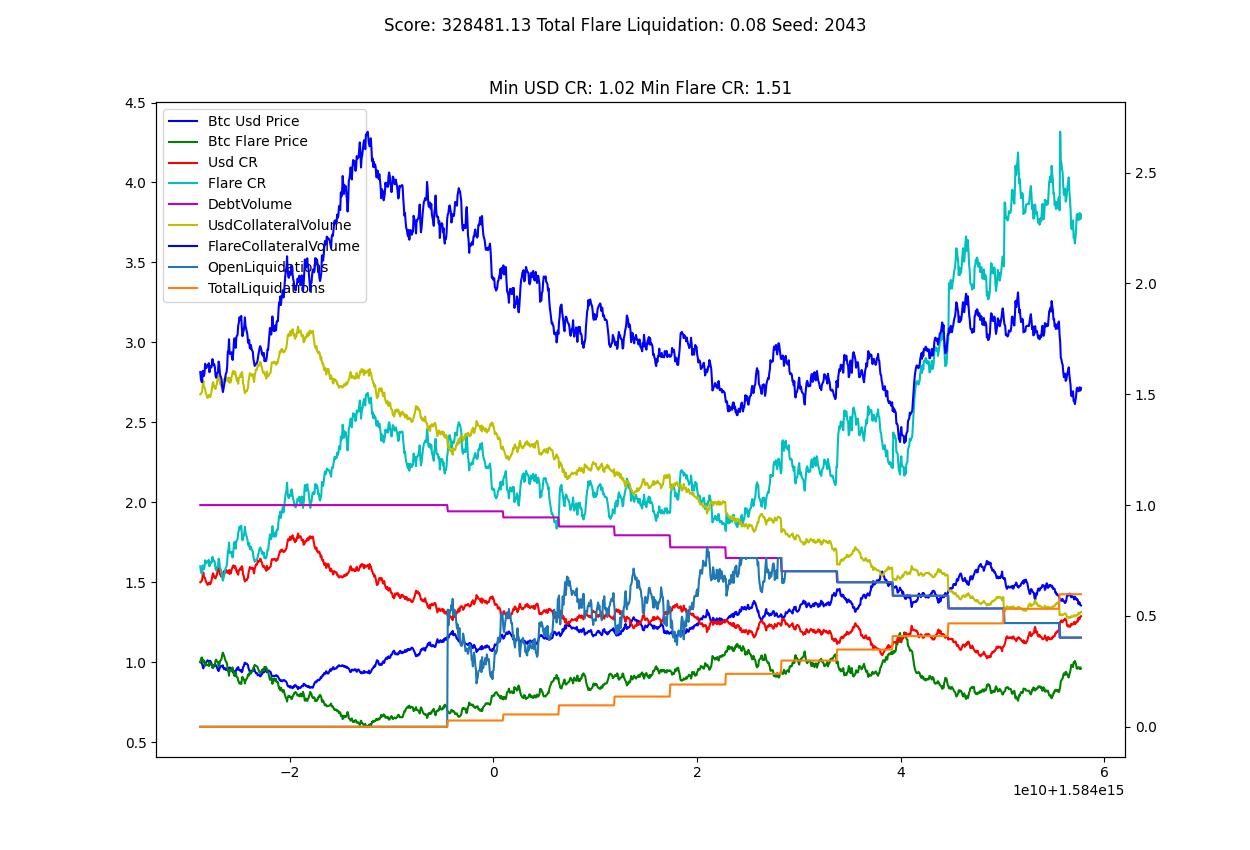 Score: 328481.13 Total Flare Liquidation: 0.08 Seed: 2043
Min USD CR: 1.02 Min Flare CR: 1.51
4.5
4.0
3.5
3.0
2.5
2.0
1.5
1.0
0.5
Btc Usd Price
Btc Flare Price
Usd CR
Flare CR
DebtVolume
UsdCollateralVolume
FlareCollateralVolume
OpenLiquidations
TotalLiquidations
2.5
2.0
1.5
1.0
0.5
0.0
−2 0 2 4 6
1e10+1.584e15